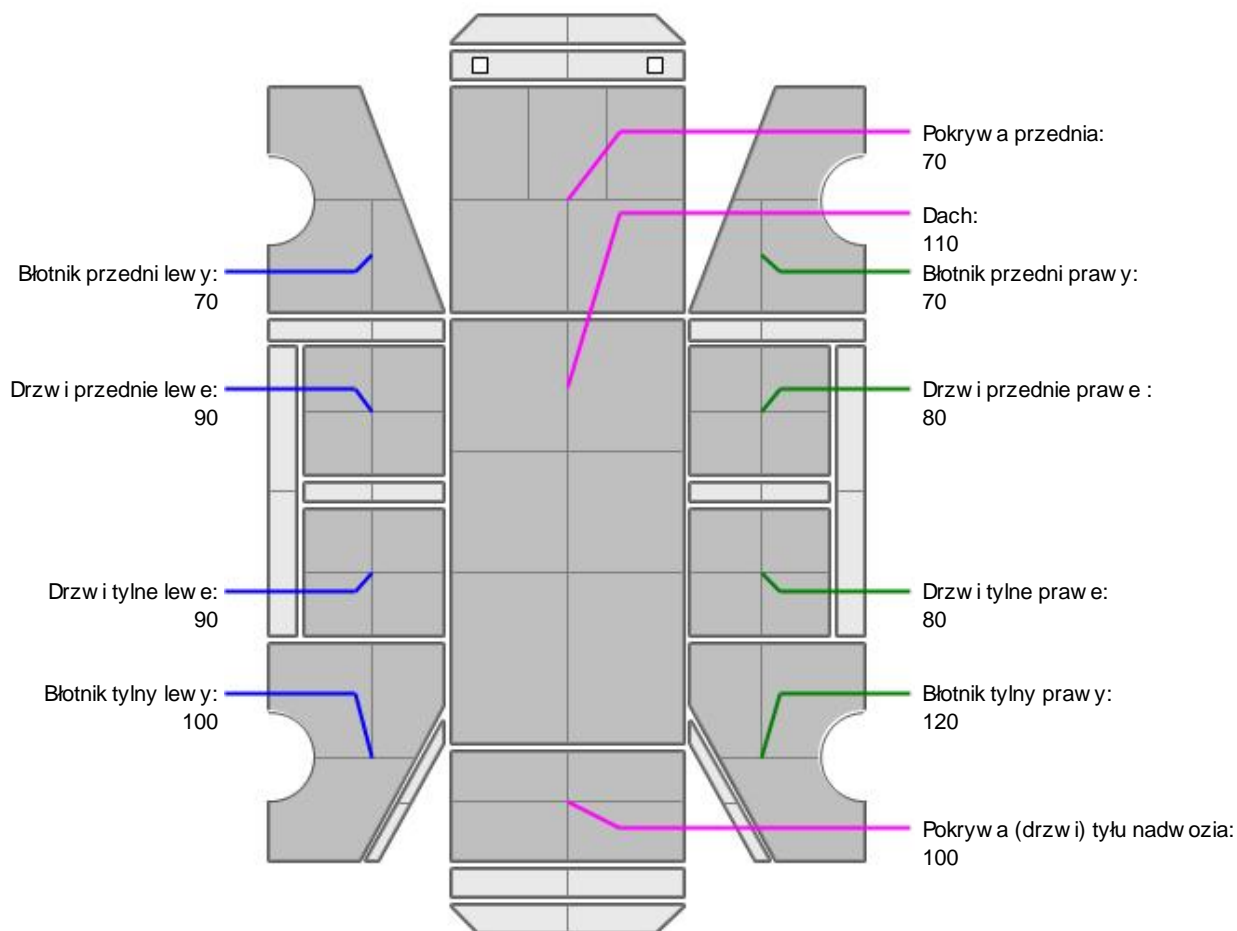 Pokrywa przednia:
70
Dach:
110
Błotnik przedni lewy:
70
Błotnik przedni prawy:
70
Drzwi przednie lewe:
90
Drzwi przednie prawe :
80
Drzwi tylne lewe:
90
Drzwi tylne prawe:
80
Błotnik tylny lewy:
100
Błotnik tylny prawy:
120
Pokrywa (drzwi) tyłu nadwozia:
100